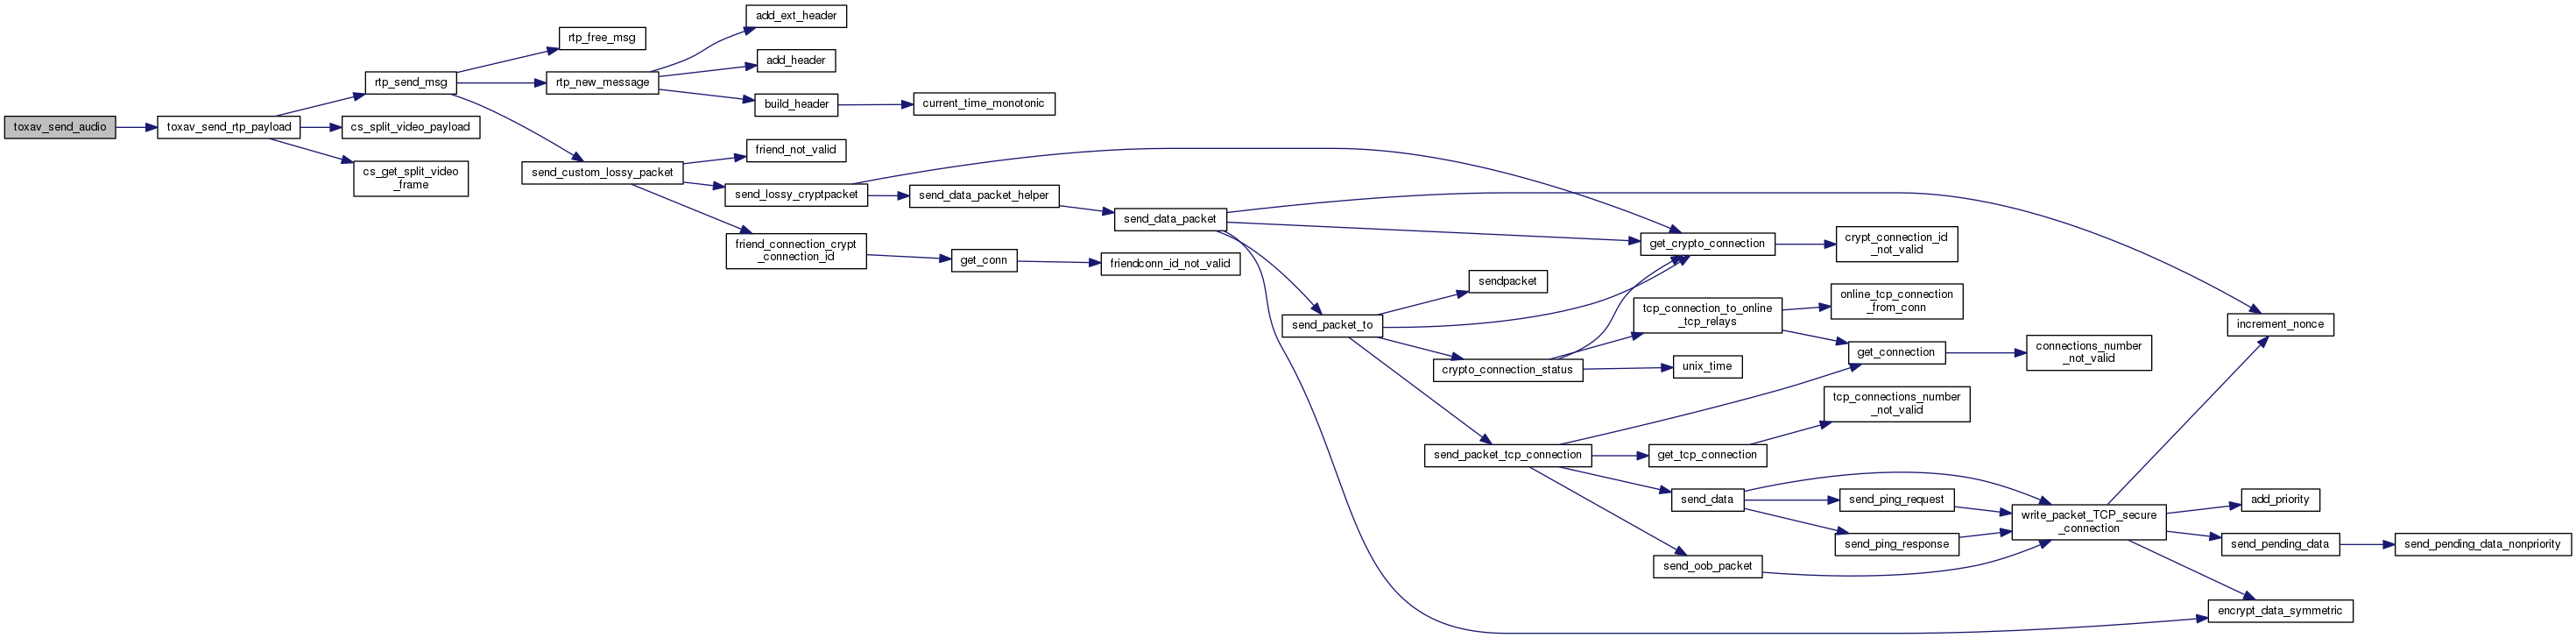 toxav_send_audio
toxav_send_rtp_payload
rtp_send_msg
cs_split_video_payload
cs_get_split_video
_frame
rtp_free_msg
rtp_new_message
send_custom_lossy_packet
add_ext_header
add_header
build_header
current_time_monotonic
friend_not_valid
send_lossy_cryptpacket
friend_connection_crypt
_connection_id
send_data_packet_helper
get_conn
send_data_packet
friendconn_id_not_valid
send_packet_to
sendpacket
crypto_connection_status
send_packet_tcp_connection
get_crypto_connection
tcp_connection_to_online
_tcp_relays
unix_time
get_tcp_connection
send_data
send_oob_packet
crypt_connection_id
_not_valid
online_tcp_connection
_from_conn
get_connection
tcp_connections_number
_not_valid
send_ping_request
send_ping_response
connections_number
_not_valid
write_packet_TCP_secure
_connection
increment_nonce
add_priority
send_pending_data
encrypt_data_symmetric
send_pending_data_nonpriority